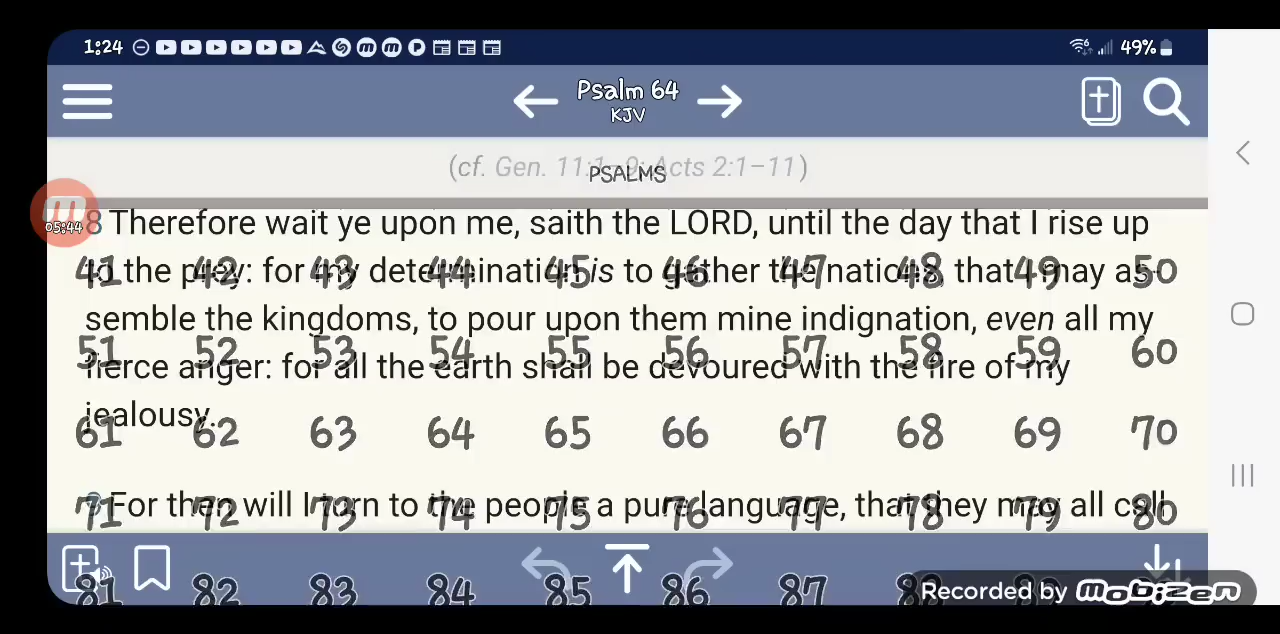 1:24
49%
Psalm 64
KJV
(cf. Gen. 11:1–9; Acts 2:1–11)
PSALMS
05:44
8 Therefore wait ye upon me, saith the LORD, until the day that I rise up
to the prey: for my determination is to gather the nations, that I may as-
semble the kingdoms, to pour upon them mine indignation, even all my
fierce anger: for all the earth shall be devoured with the fire of my
jealousy.
9 For then will I turn to the people a pure language, that they may all call
41 42 43 44 45 46 47 48 49 50
51 52 53 54 55 56 57 58 59 60
61 62 63 64 65 66 67 68 69 70
71 72 73 74 75 76 77 78 79 80
81 82 83 84 85 86 87 88
Recorded by MOBIZEN